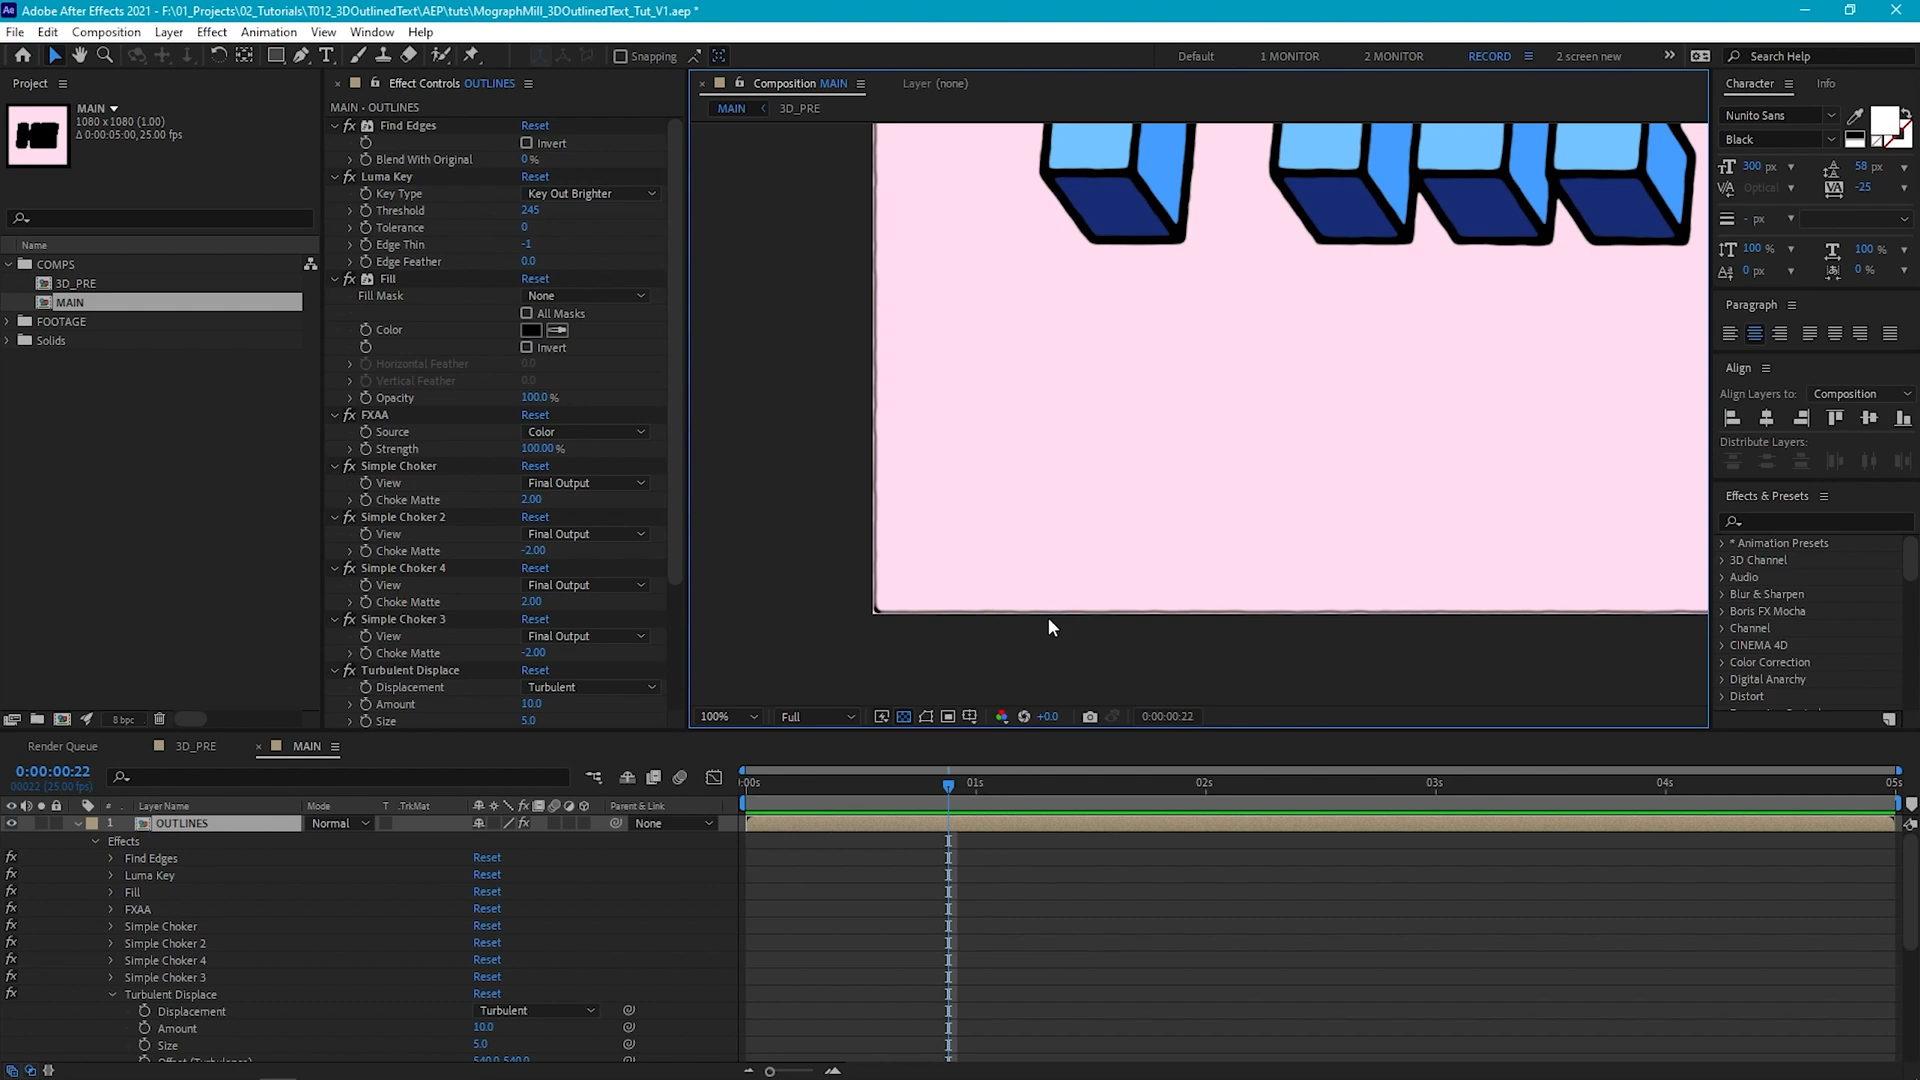 Adobe After Effects 2021 - F:\01_Projects\02_Tutorials\T012_3DOutlinedText\AEP\tuts\MographMill_3DOutlinedText_Tut_V1.aep *
File Edit Composition Layer Effect Animation View Window Help
Snapping Default 1 MONITOR 2 MONITOR RECORD 2 screen new Search Help
Project
MAIN
1080 x 1080 (1.00)
Δ 0:00:05:00, 25.00 fps
Name
COMPS
3D_PRE
MAIN
FOOTAGE
Solids
8 bpc
Effect Controls OUTLINES
MAIN • OUTLINES
Find Edges Reset
Invert
Blend With Original 0 %
Luma Key Reset
Key Type Key Out Brighter
Threshold 245
Tolerance 0
Edge Thin -1
Edge Feather 0.0
Fill Reset
Fill Mask None
All Masks
Color
Invert
Horizontal Feather 0.0
Vertical Feather 0.0
Opacity 100.0 %
FXAA Reset
Source Color
Strength 100.00 %
Simple Choker Reset
View Final Output
Choke Matte 2.00
Simple Choker 2 Reset
View Final Output
Choke Matte -2.00
Simple Choker 4 Reset
View Final Output
Choke Matte 2.00
Simple Choker 3 Reset
View Final Output
Choke Matte -2.00
Turbulent Displace Reset
Displacement Turbulent
Amount 10.0
Size 5.0
Composition MAIN Layer (none)
MAIN 3D_PRE
100% Full +0.0 0:00:00:22
Character Info
Nunito Sans
Black
300 px 58 px
Optical -25
- px
100 % 100 %
0 px 0 %
Paragraph
Align
Align Layers to: Composition
Distribute Layers:
Effects & Presets
* Animation Presets
3D Channel
Audio
Blur & Sharpen
Boris FX Mocha
Channel
CINEMA 4D
Color Correction
Digital Anarchy
Distort
Render Queue 3D_PRE MAIN
0:00:00:22
00022 (25.00 fps)
:00s 01s 02s 03s 04s 05s
# Layer Name Mode T .TrkMat Parent & Link
1 OUTLINES Normal None
Effects
Find Edges Reset
Luma Key Reset
Fill Reset
FXAA Reset
Simple Choker Reset
Simple Choker 2 Reset
Simple Choker 4 Reset
Simple Choker 3 Reset
Turbulent Displace Reset
Displacement Turbulent
Amount 10.0
Size 5.0
Offset (Turbulence) 540.0,540.0